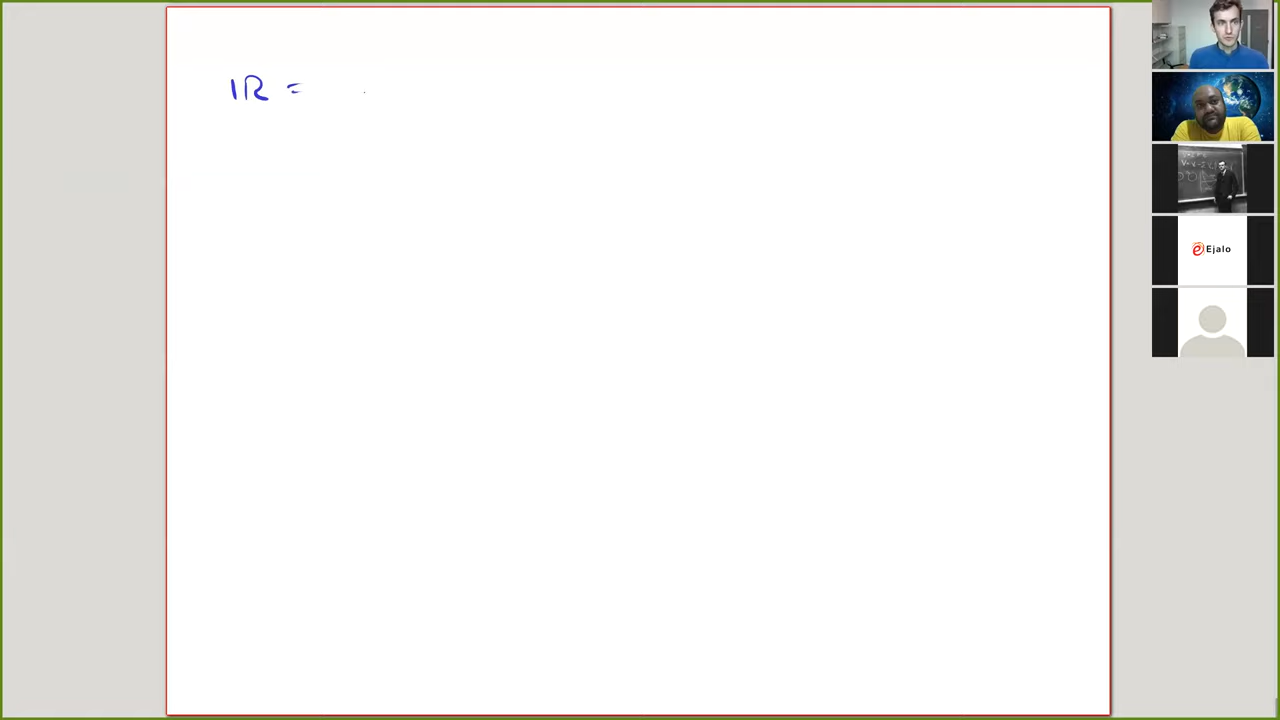 ℝ =
Ejalo